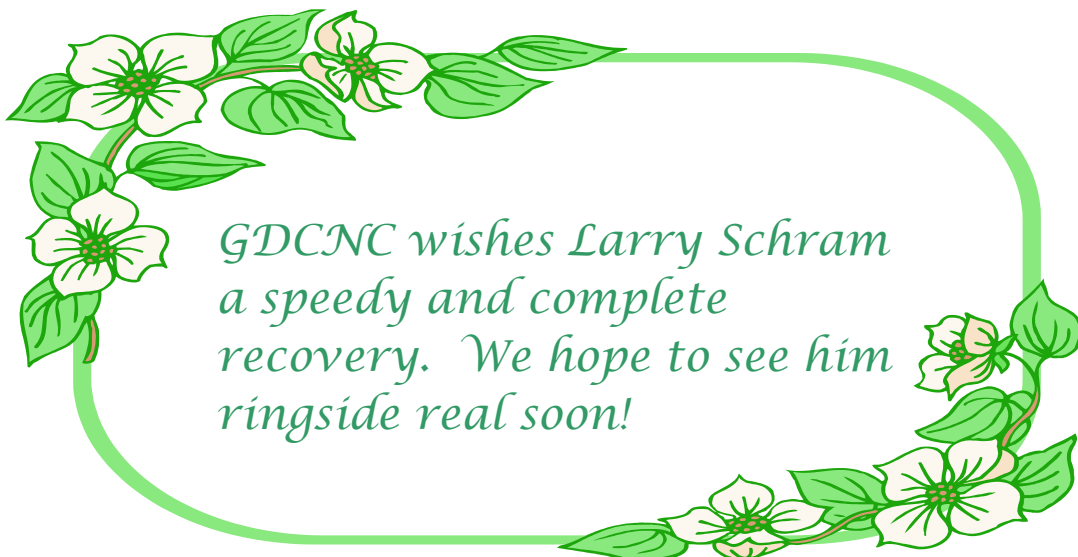 GDCNC wishes Larry Schram
a speedy and complete
recovery.  We hope to see him
ringside real soon!